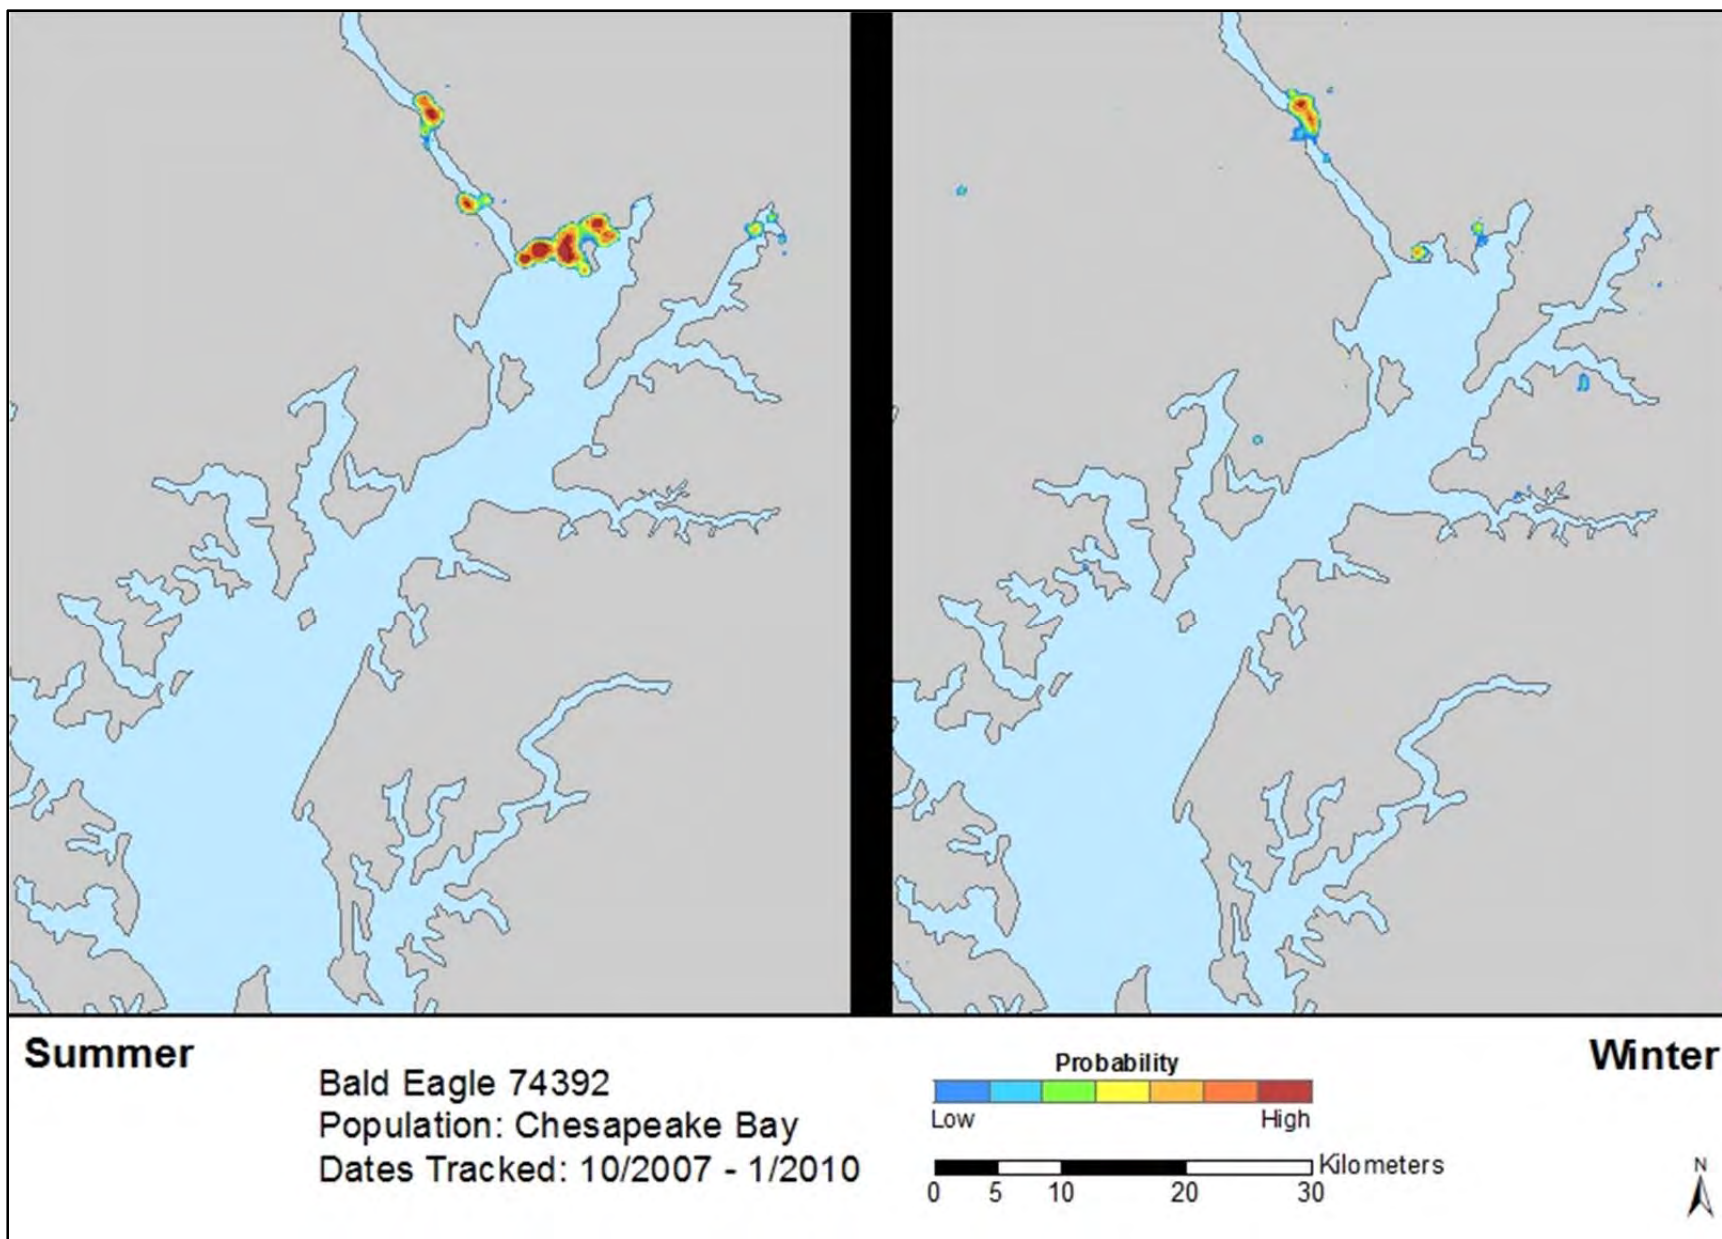 Summer
Winter
Bald Eagle 74392
Population: Chesapeake Bay
Dates Tracked: 10/2007 - 1/2010
Probability
Low High
Kilometers
0 5 10 20 30
N